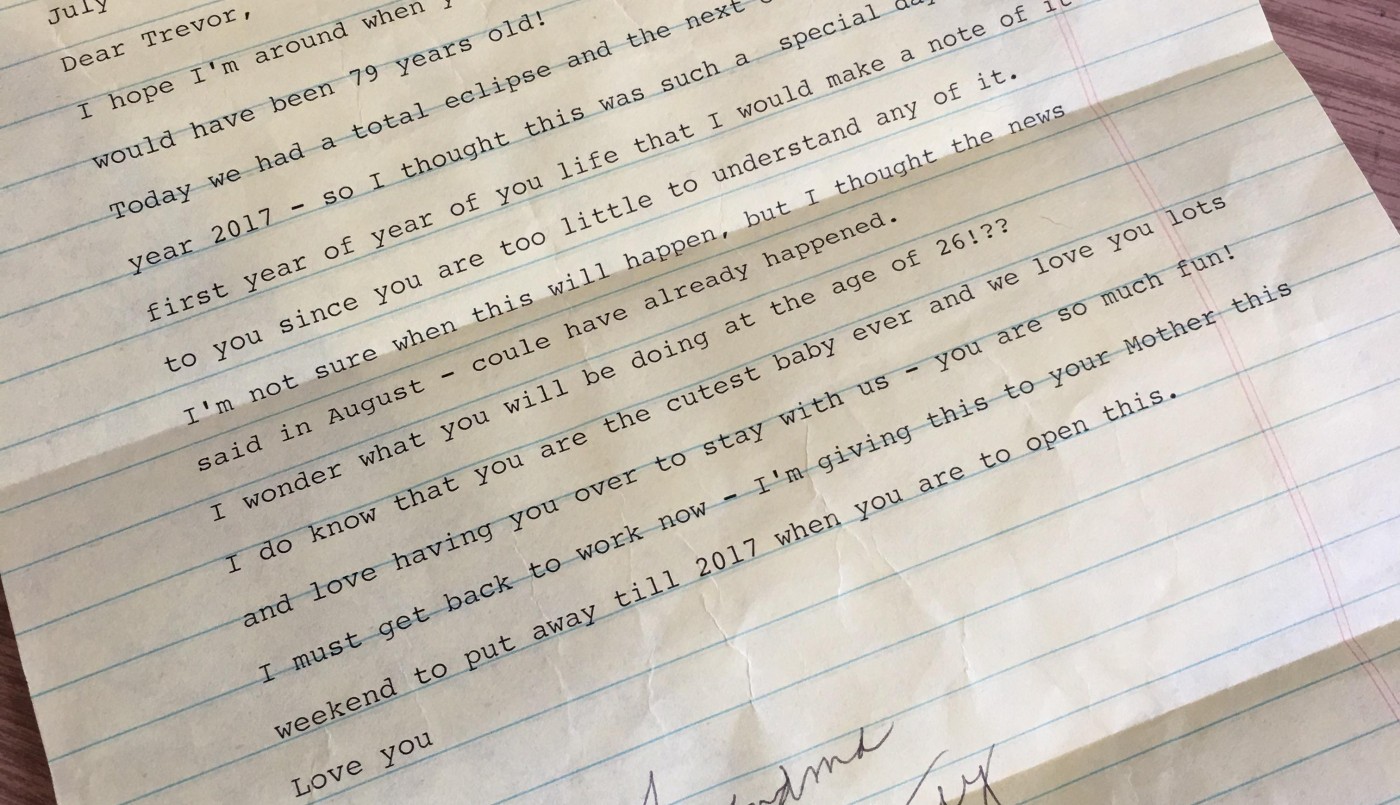 July
Dear Trevor,
I hope I'm around when
would have been 79 years old!
Today we had a total eclipse and the next
year 2017 - so I thought this was such a special
first year of year of you life that I would make a note of it
to you since you are too little to understand any of it.
I'm not sure when this will happen, but I thought the news
said in August - coule have already happened.
I wonder what you will be doing at the age of 26!??
I do know that you are the cutest baby ever and we love you lots
and love having you over to stay with us - you are so much fun!
I must get back to work now - I'm giving this to your Mother this
weekend to put away till 2017 when you are to open this.
Love you